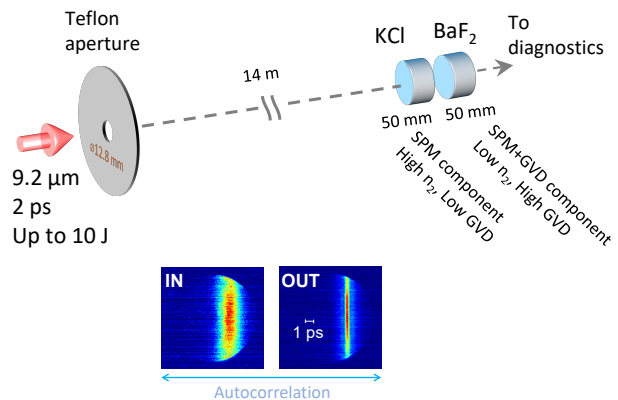 Teflon
aperture
KCl
BaF₂
To
diagnostics
14 m
50 mm
50 mm
⌀12.8 mm
9.2 µm
2 ps
Up to 10 J
SPM component
High n₂, Low GVD
SPM+GVD component
Low n₂, High GVD
IN
OUT
1 ps
Autocorrelation